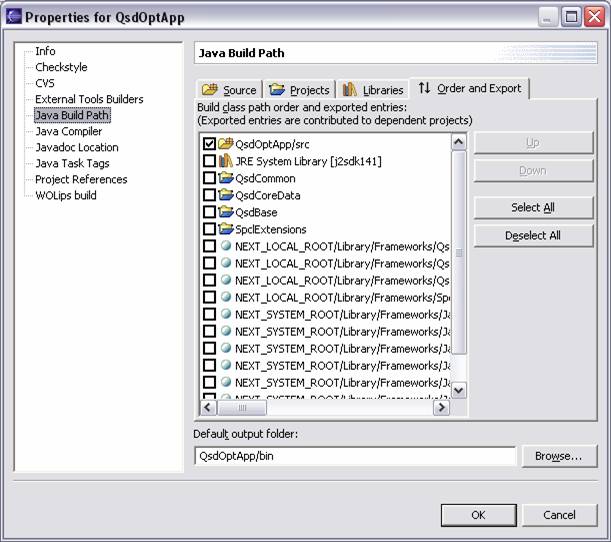 Properties for QsdOptApp
Info
Checkstyle
CVS
External Tools Builders
Java Build Path
Java Compiler
Javadoc Location
Java Task Tags
Project References
WOLips build
Java Build Path
Source Projects Libraries Order and Export
Build class path order and exported entries:
(Exported entries are contributed to dependent projects)
QsdOptApp/src
JRE System Library [j2sdk141]
QsdCommon
QsdCoreData
QsdBase
SpclExtensions
NEXT_LOCAL_ROOT/Library/Frameworks/Qs
NEXT_LOCAL_ROOT/Library/Frameworks/Qs
NEXT_LOCAL_ROOT/Library/Frameworks/Qs
NEXT_LOCAL_ROOT/Library/Frameworks/Spc
NEXT_SYSTEM_ROOT/Library/Frameworks/Ja
NEXT_SYSTEM_ROOT/Library/Frameworks/Ja
NEXT_SYSTEM_ROOT/Library/Frameworks/Ja
NEXT_SYSTEM_ROOT/Library/Frameworks/Ja
NEXT_SYSTEM_ROOT/Library/Frameworks/Ja
NEXT_SYSTEM_ROOT/Library/Frameworks/Ja
Up
Down
Select All
Deselect All
Default output folder:
QsdOptApp/bin
Browse...
OK
Cancel